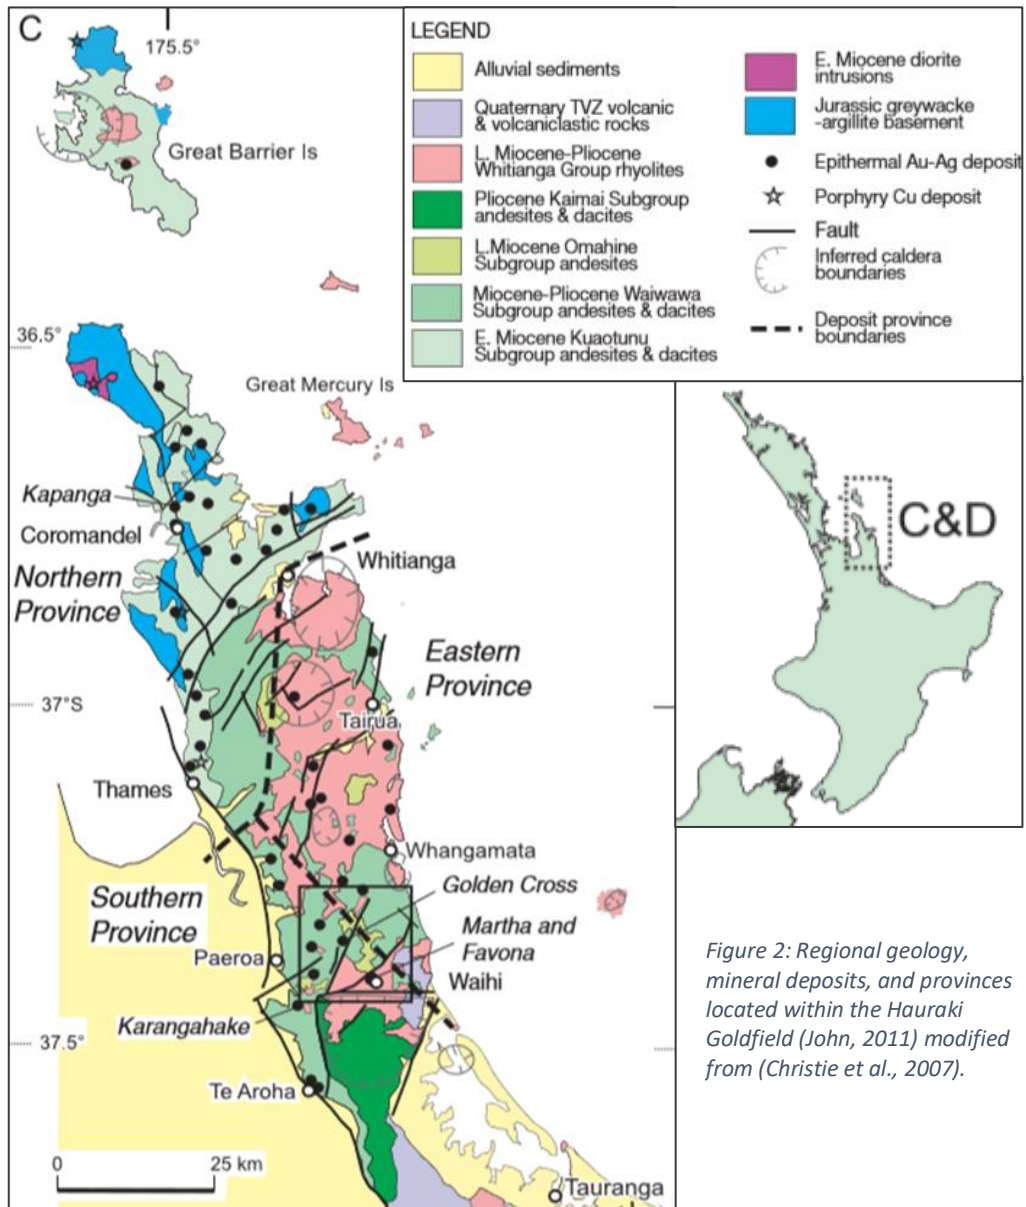 C
175.5°
Great Barrier Is
36.5°
Great Mercury Is
Kapanga
Coromandel
Northern
Province
Whitianga
Eastern
Province
37°S
Tairua
Thames
Whangamata
Southern
Province
Golden Cross
Martha and
Favona
Paeroa
Waihi
Karangahake
37.5°
Te Aroha
0
25 km
Tauranga
LEGEND
Alluvial sediments
Quaternary TVZ volcanic
& volcaniclastic rocks
L. Miocene-Pliocene
Whitianga Group rhyolites
Pliocene Kaimai Subgroup
andesites & dacites
L.Miocene Omahine
Subgroup andesites
Miocene-Pliocene Waiwawa
Subgroup andesites & dacites
E. Miocene Kuaotunu
Subgroup andesites & dacites
E. Miocene diorite
intrusions
Jurassic greywacke
-argillite basement
Epithermal Au-Ag deposit
Porphyry Cu deposit
Fault
Inferred caldera
boundaries
Deposit province
boundaries
C&D
Figure 2: Regional geology,
mineral deposits, and provinces
located within the Hauraki
Goldfield (John, 2011) modified
from (Christie et al., 2007).